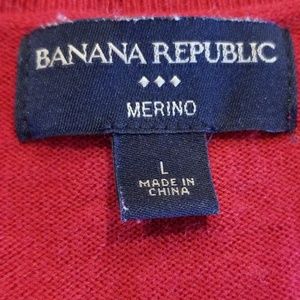 BANANA REPUBLIC
MERINO
L
MADE IN
CHINA